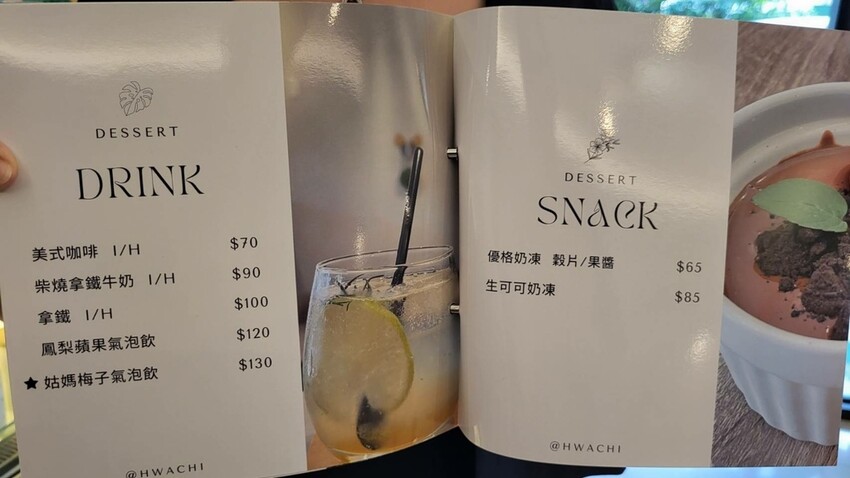 DESSERT
DRINK
美式咖啡 I/H $70
柴燒拿鐵牛奶 I/H $90
拿鐵 I/H $100
鳳梨蘋果氣泡飲 $120
★ 姑媽梅子氣泡飲 $130
@HWACHI
DESSERT
SNACK
優格奶凍 穀片/果醬 $65
生可可奶凍 $85
@HWACHI